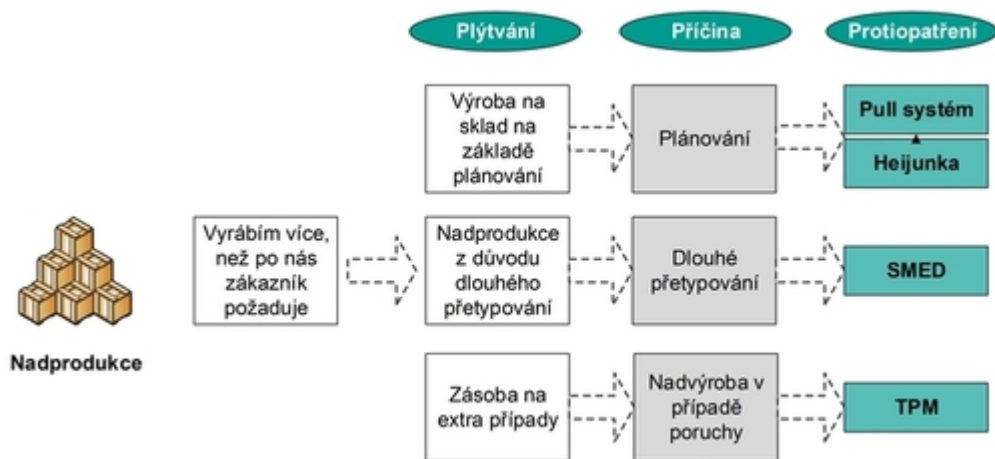 Plýtvání
Příčina
Protiopatření
Výroba na
sklad na
základě
plánování
Plánování
Pull systém
Heijunka
Vyrábím více,
než po nás
zákazník
požaduje
Nadprodukce
z důvodu
dlouhého
přetypování
Dlouhé
přetypování
SMED
Nadprodukce
Zásoba na
extra případy
Nadvýroba v
případě
poruchy
TPM